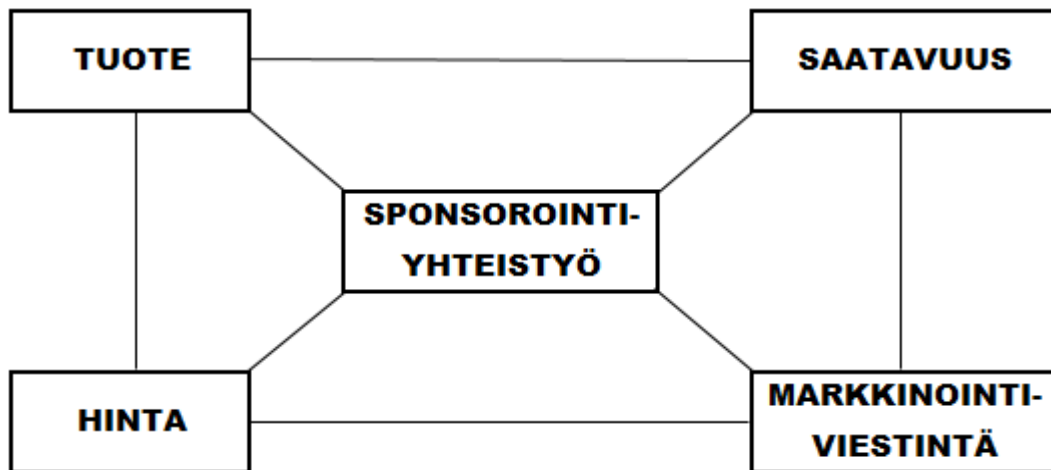 TUOTE
SAATAVUUS
SPONSOROINTI-
YHTEISTYÖ
HINTA
MARKKINOINTI-
VIESTINTÄ